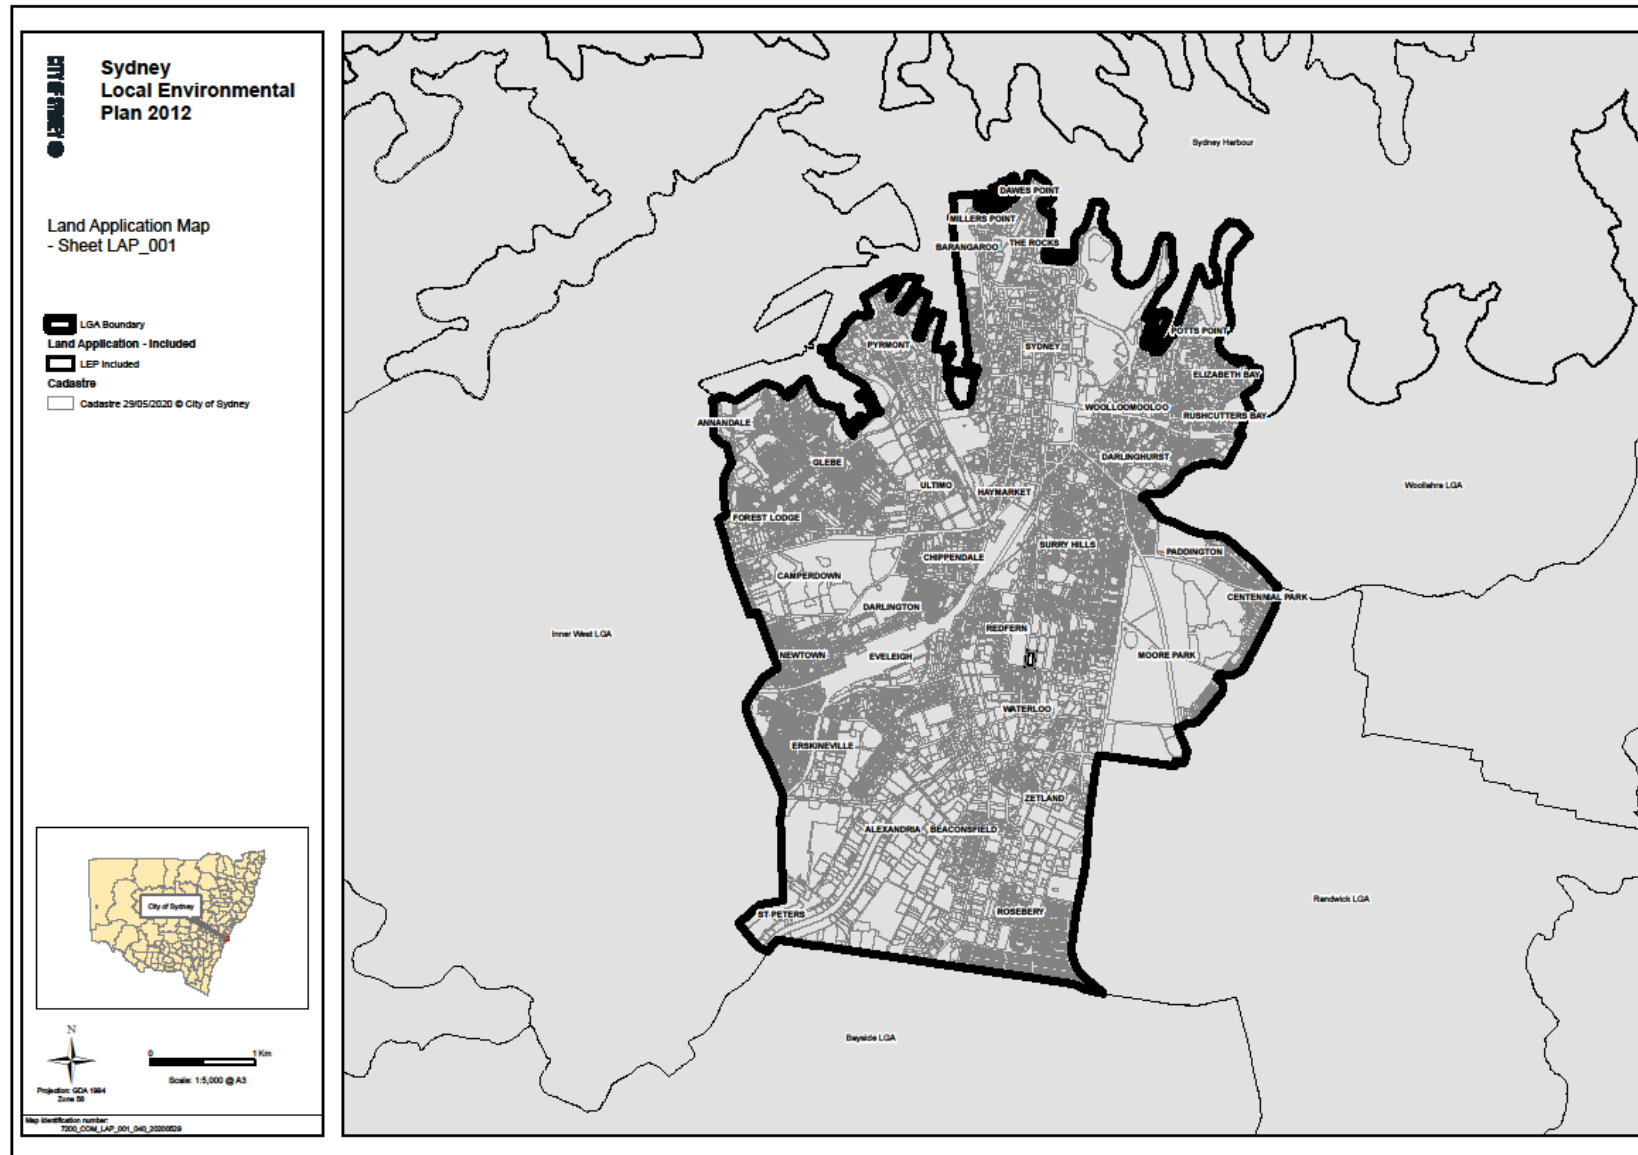 CITY OF SYDNEY
Sydney
Local Environmental
Plan 2012
Land Application Map
- Sheet LAP_001
LGA Boundary
Land Application - Included
LEP Included
Cadastre
Cadastre 29/05/2020 © City of Sydney
City of Sydney
N
0 1 Km
Scale: 1:5,000 @ A3
Projection: GDA 1994
Zone 56
Map identification number:
7200_COM_LAP_001_040_20200529
Sydney Harbour
DAWES POINT
MILLERS POINT
BARANGAROO
THE ROCKS
POTTS POINT
PYRMONT
SYDNEY
ELIZABETH BAY
WOOLLOOMOOLOO
RUSHCUTTERS BAY
ANNANDALE
DARLINGHURST
GLEBE
ULTIMO
HAYMARKET
Woollahra LGA
FOREST LODGE
SURRY HILLS
PADDINGTON
CHIPPENDALE
CAMPERDOWN
CENTENNIAL PARK
DARLINGTON
REDFERN
Inner West LGA
NEWTOWN
EVELEIGH
MOORE PARK
WATERLOO
ERSKINEVILLE
ZETLAND
ALEXANDRIA
BEACONSFIELD
Randwick LGA
ST PETERS
ROSEBERY
Bayside LGA